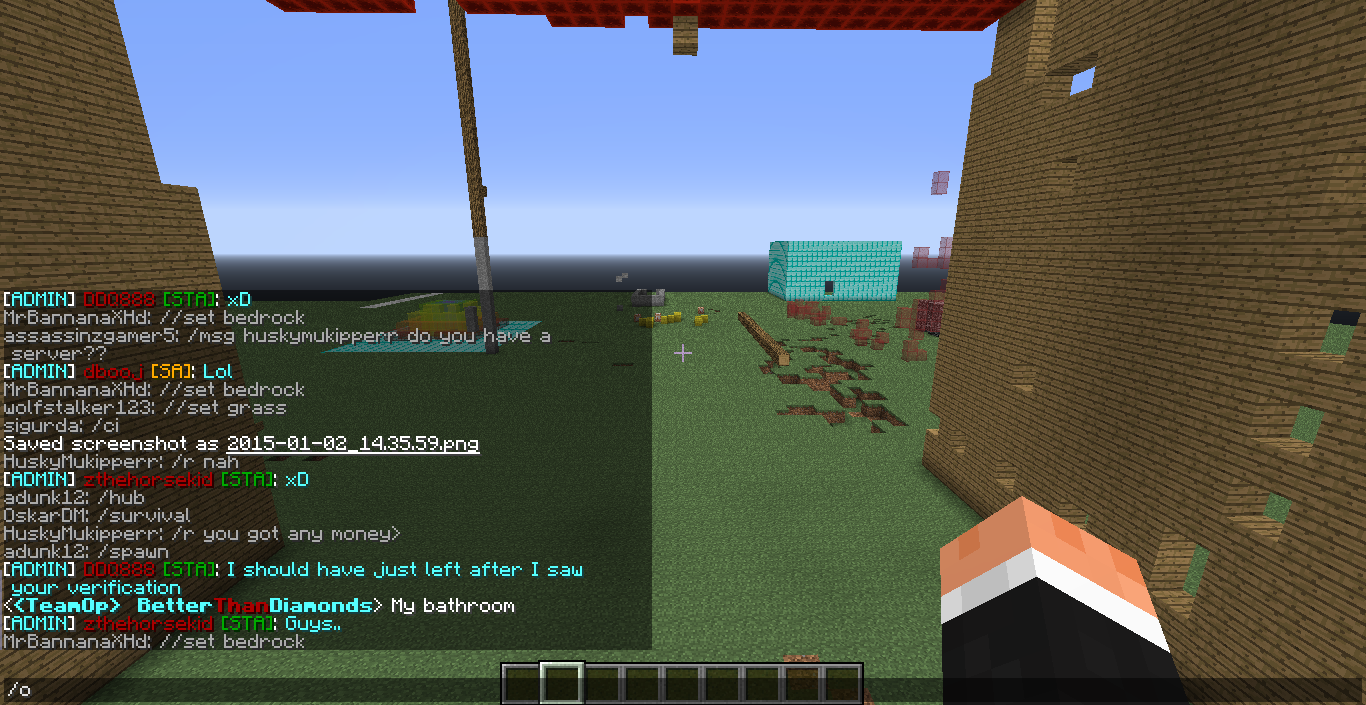 [ADMIN] DDQ888 [STA]: xD
MrBannanaXHd: //set bedrock
assassinzgamer5: /msg huskymukipperr do you have a
server??
[ADMIN] dbooj [SA]: Lol
MrBannanaXHd: //set bedrock
wolfstalker123: //set grass
sigurda: /ci
Saved screenshot as 2015-01-02_14.35.59.png
HuskyMukipperr: /r nah
[ADMIN] zthehorsekid [STA]: xD
adunk12: /hub
OskarDM: /survival
HuskyMukipperr: /r you got any money>
adunk12: /spawn
[ADMIN] DDQ888 [STA]: I should have just left after I saw
your verification
<<TeamOp> BetterThanDiamonds> My bathroom
[ADMIN] zthehorsekid [STA]: Guys..
MrBannanaXHd: //set bedrock
/o